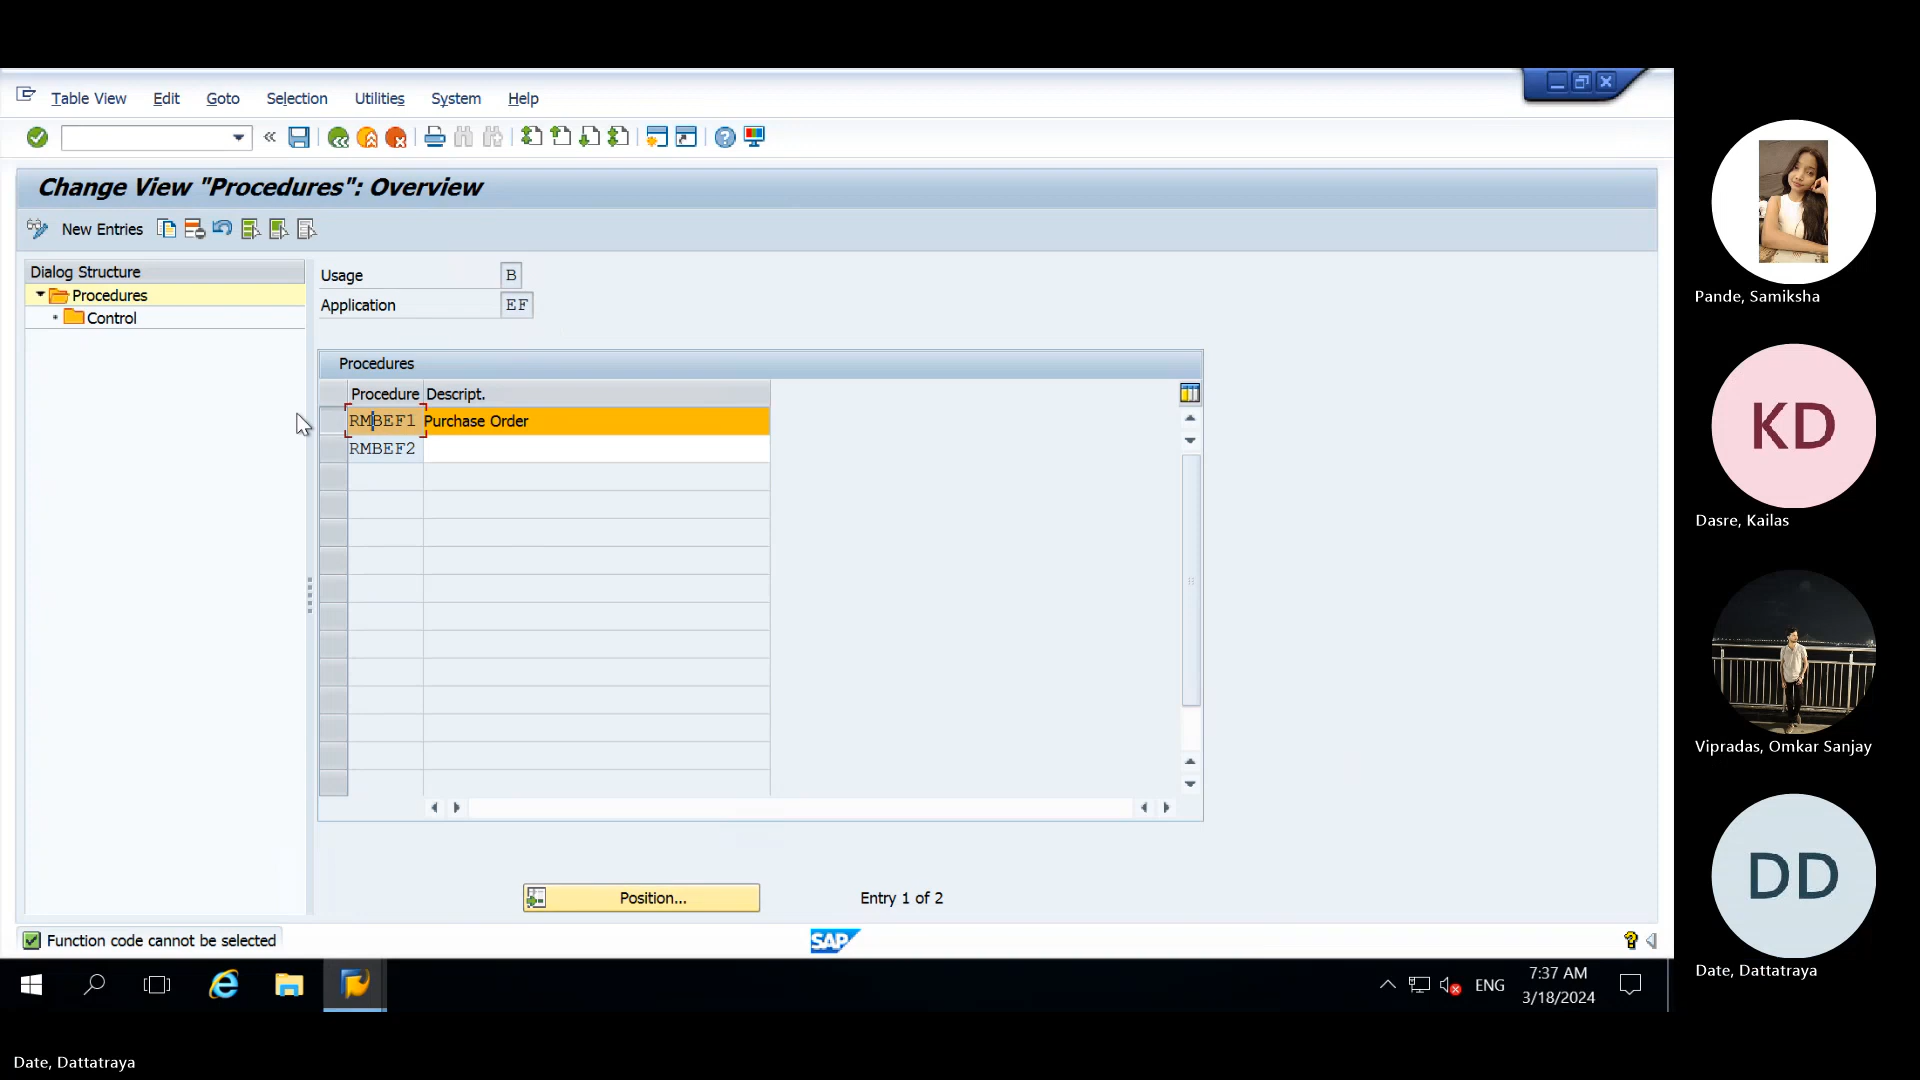 Table View Edit Goto Selection Utilities System Help
Change View "Procedures": Overview
New Entries
Dialog Structure
Procedures
Control
Usage B
Application EF
Procedures
Procedure Descript.
RMBEF1 Purchase Order
RMBEF2
Position...
Entry 1 of 2
Function code cannot be selected
SAP
ENG
7:37 AM
3/18/2024
Pande, Samiksha
KD
Dasre, Kailas
Vipradas, Omkar Sanjay
DD
Date, Dattatraya
Date, Dattatraya